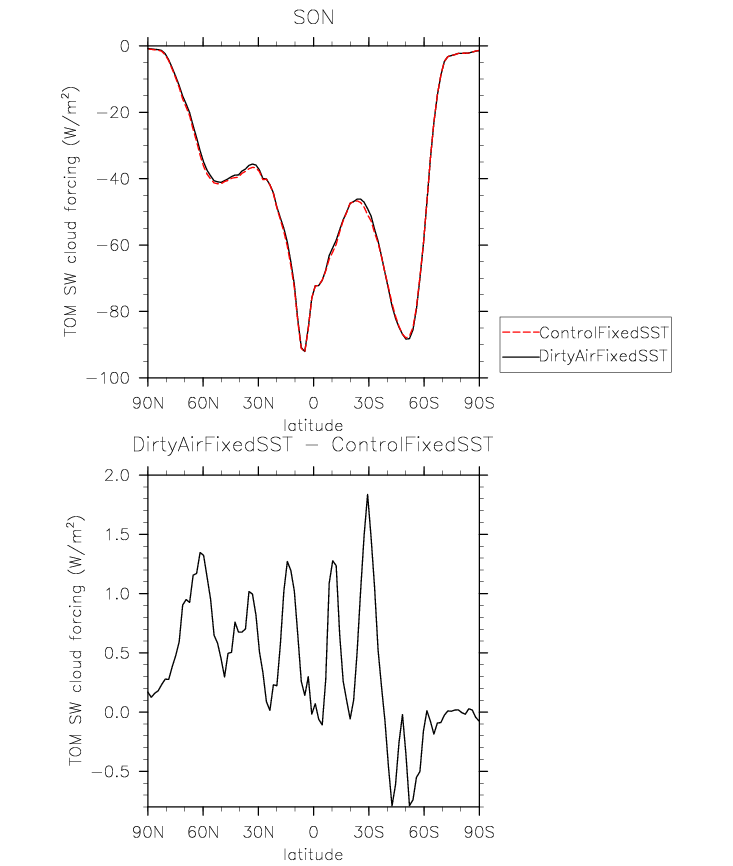 SON
TOM SW cloud forcing (W/m²)
0
−20
−40
−60
−80
−100
90N 60N 30N 0 30S 60S 90S
latitude
ControlFixedSST
DirtyAirFixedSST
DirtyAirFixedSST − ControlFixedSST
TOM SW cloud forcing (W/m²)
2.0
1.5
1.0
0.5
0.0
−0.5
90N 60N 30N 0 30S 60S 90S
latitude